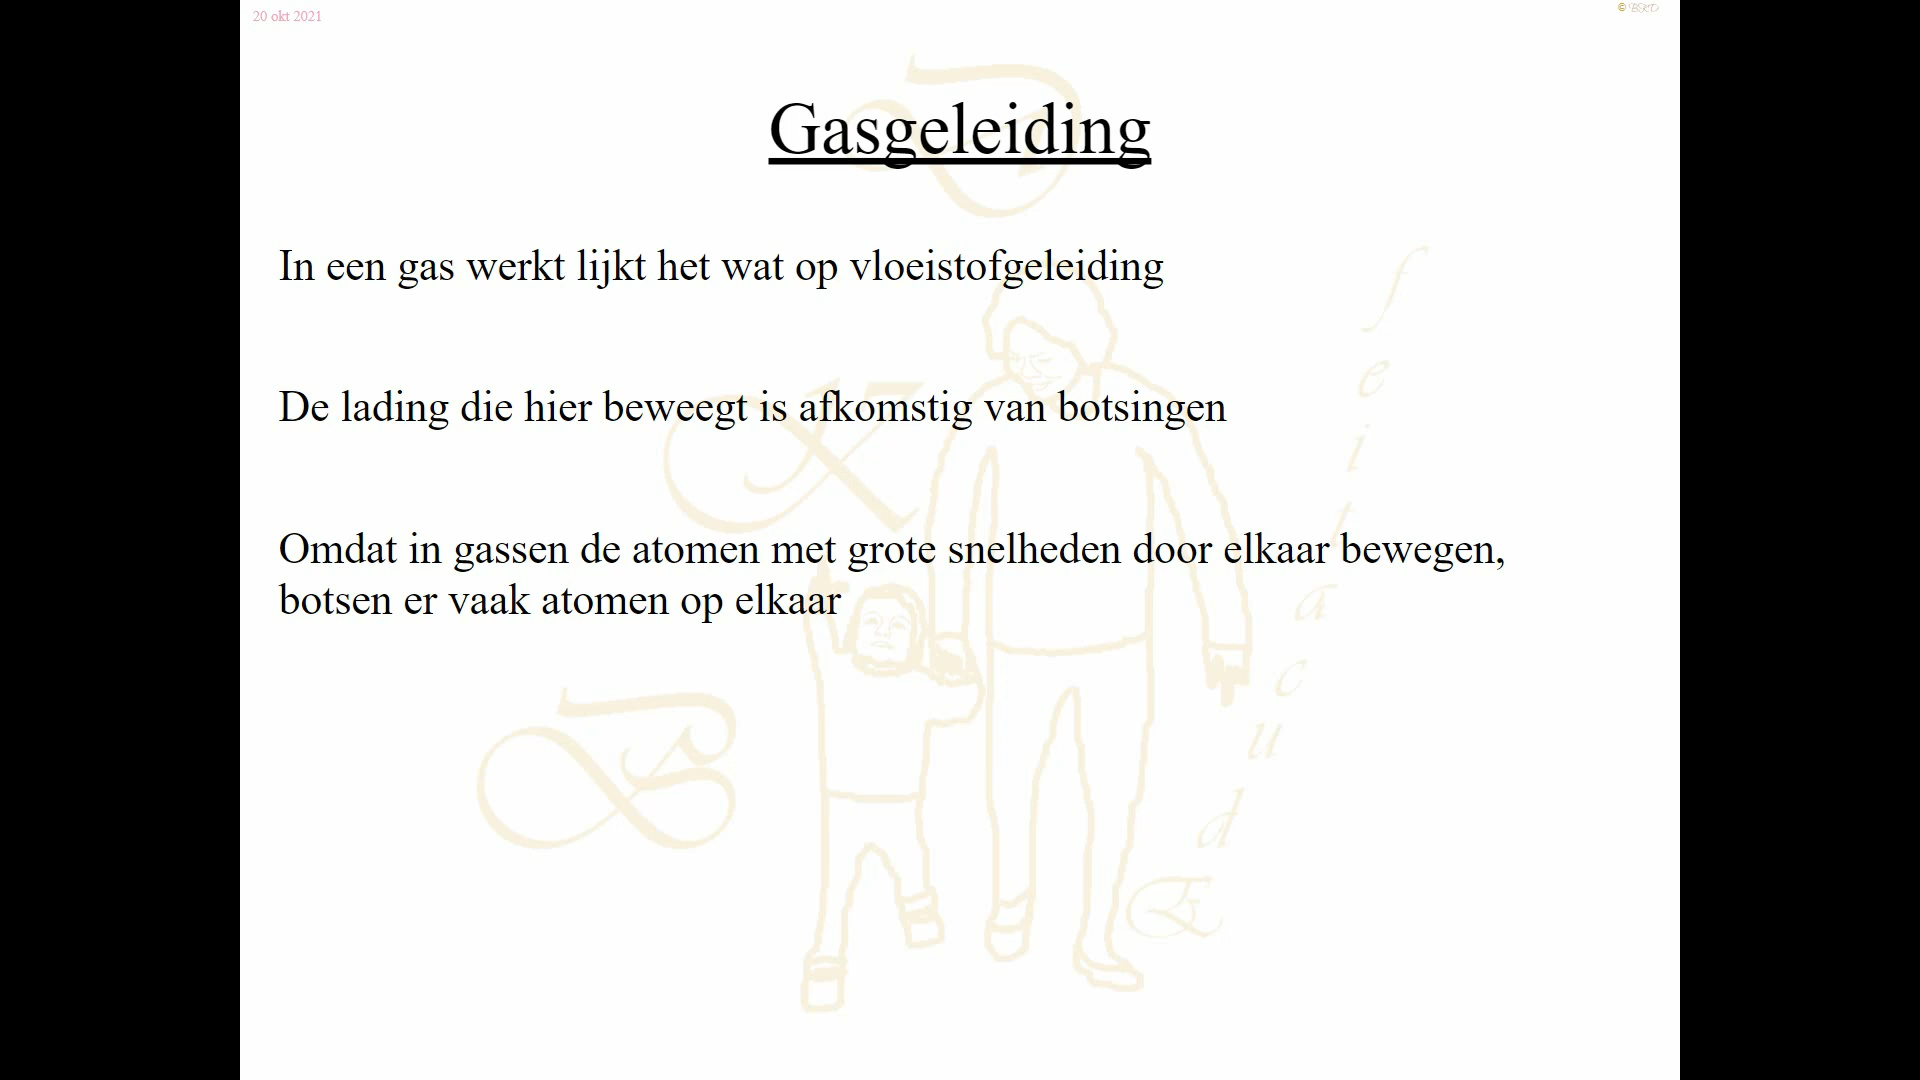 20 okt 2021
© BKD
Gasgeleiding
In een gas werkt lijkt het wat op vloeistofgeleiding
De lading die hier beweegt is afkomstig van botsingen
Omdat in gassen de atomen met grote snelheden door elkaar bewegen,
botsen er vaak atomen op elkaar